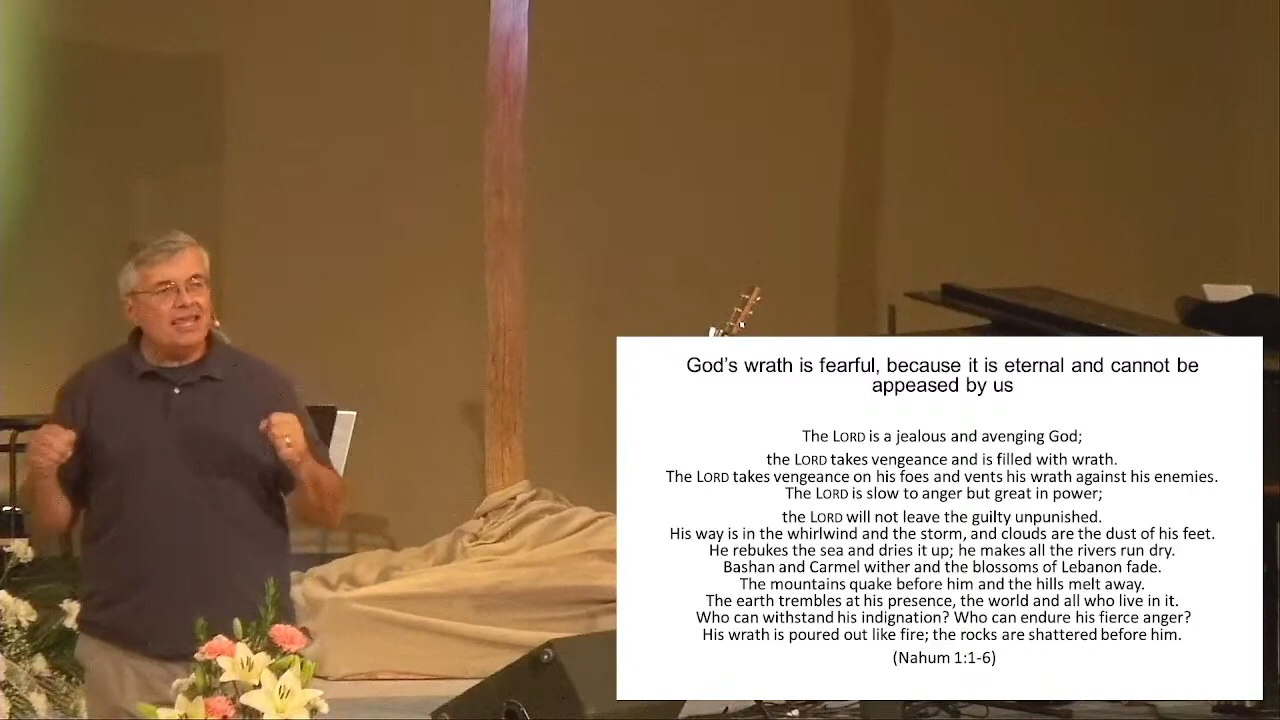 God’s wrath is fearful, because it is eternal and cannot be
appeased by us
The LORD is a jealous and avenging God;
the LORD takes vengeance and is filled with wrath.
The LORD takes vengeance on his foes and vents his wrath against his enemies.
The LORD is slow to anger but great in power;
the LORD will not leave the guilty unpunished.
His way is in the whirlwind and the storm, and clouds are the dust of his feet.
He rebukes the sea and dries it up; he makes all the rivers run dry.
Bashan and Carmel wither and the blossoms of Lebanon fade.
The mountains quake before him and the hills melt away.
The earth trembles at his presence, the world and all who live in it.
Who can withstand his indignation? Who can endure his fierce anger?
His wrath is poured out like fire; the rocks are shattered before him.
(Nahum 1:1-6)